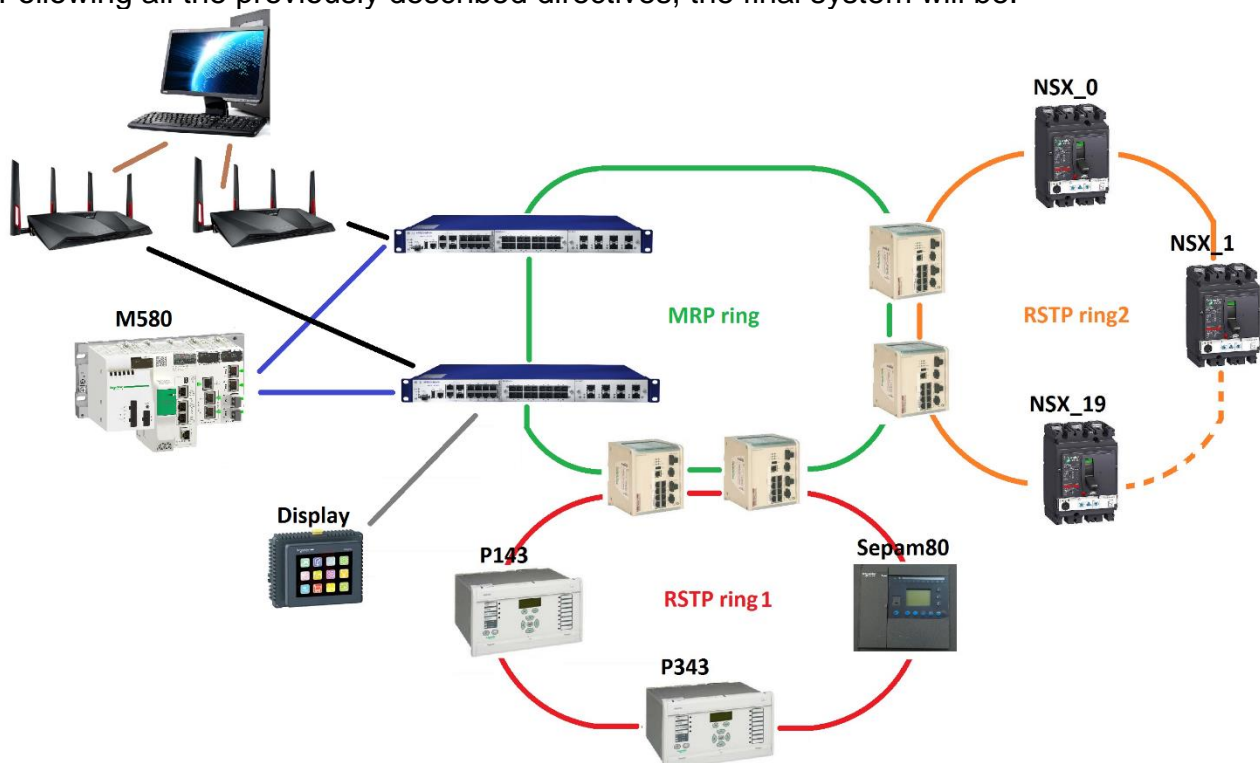 Following all the previously described directives, the final system will be:
NSX_0
NSX_1
M580
MRP ring
RSTP ring2
NSX_19
Display
P143
Sepam80
RSTP ring1
P343